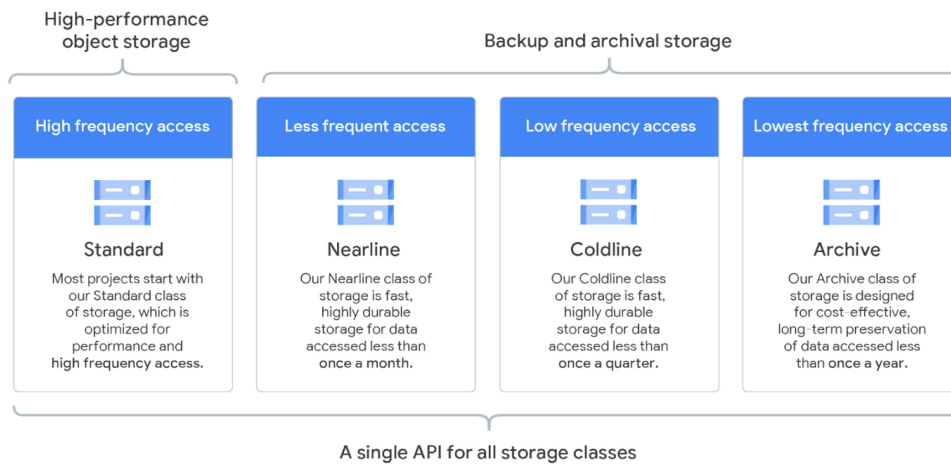 High-performance
object storage
Backup and archival storage
High frequency access
Less frequent access
Low frequency access
Lowest frequency access
Standard
Most projects start with
our Standard class
of storage, which is
optimized for
performance and
high frequency access.
Nearline
Our Nearline class of
storage is fast,
highly durable
storage for data
accessed less than
once a month.
Coldline
Our Coldline class
of storage is fast,
highly durable
storage for data
accessed less than
once a quarter.
Archive
Our Archive class of
storage is designed
for cost-effective,
long-term preservation
of data accessed less
than once a year.
A single API for all storage classes